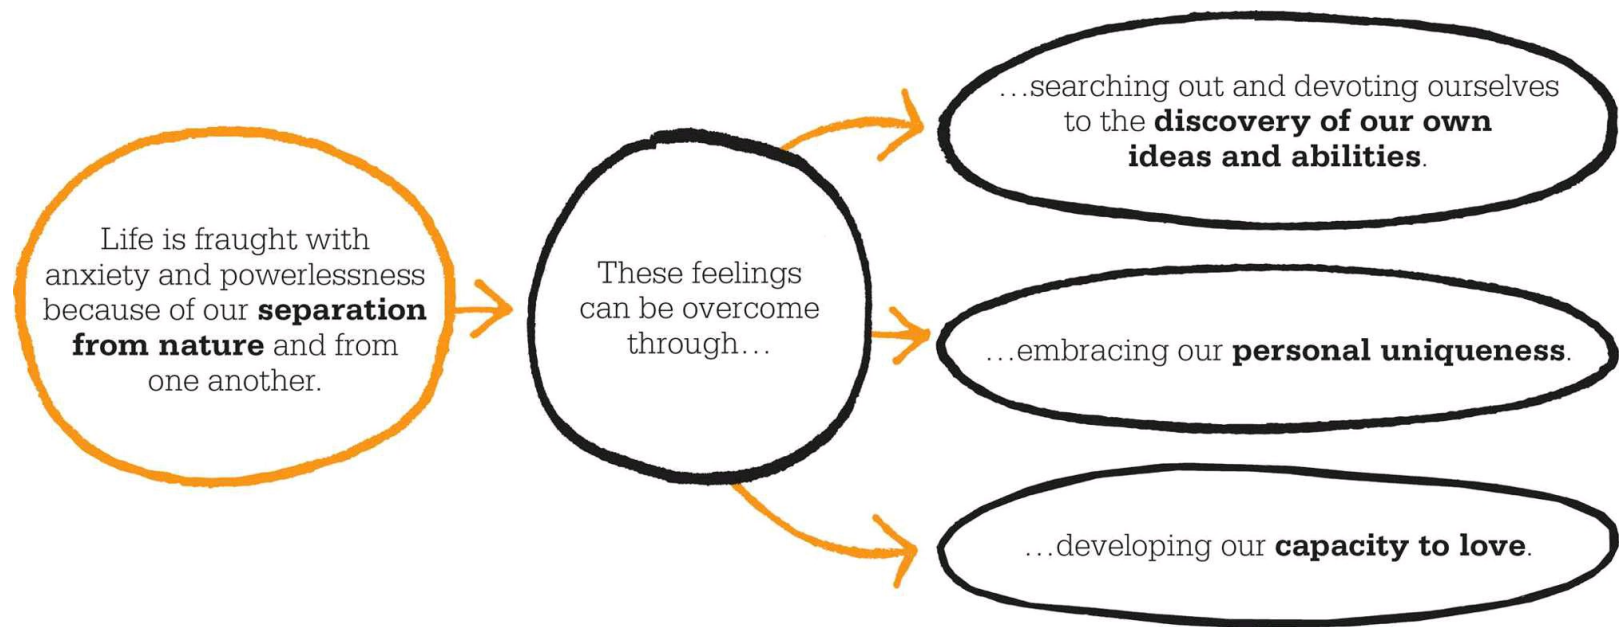 Life is fraught with
anxiety and powerlessness
because of our separation
from nature and from
one another.
These feelings
can be overcome
through…
…searching out and devoting ourselves
to the discovery of our own
ideas and abilities.
…embracing our personal uniqueness.
…developing our capacity to love.